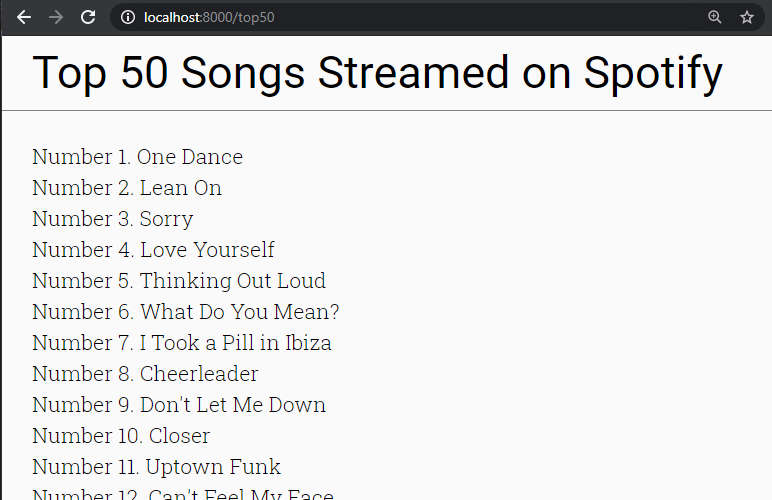 localhost:8000/top50
Top 50 Songs Streamed on Spotify
Number 1. One Dance
Number 2. Lean On
Number 3. Sorry
Number 4. Love Yourself
Number 5. Thinking Out Loud
Number 6. What Do You Mean?
Number 7. I Took a Pill in Ibiza
Number 8. Cheerleader
Number 9. Don't Let Me Down
Number 10. Closer
Number 11. Uptown Funk
Number 12. Can't Feel My Face